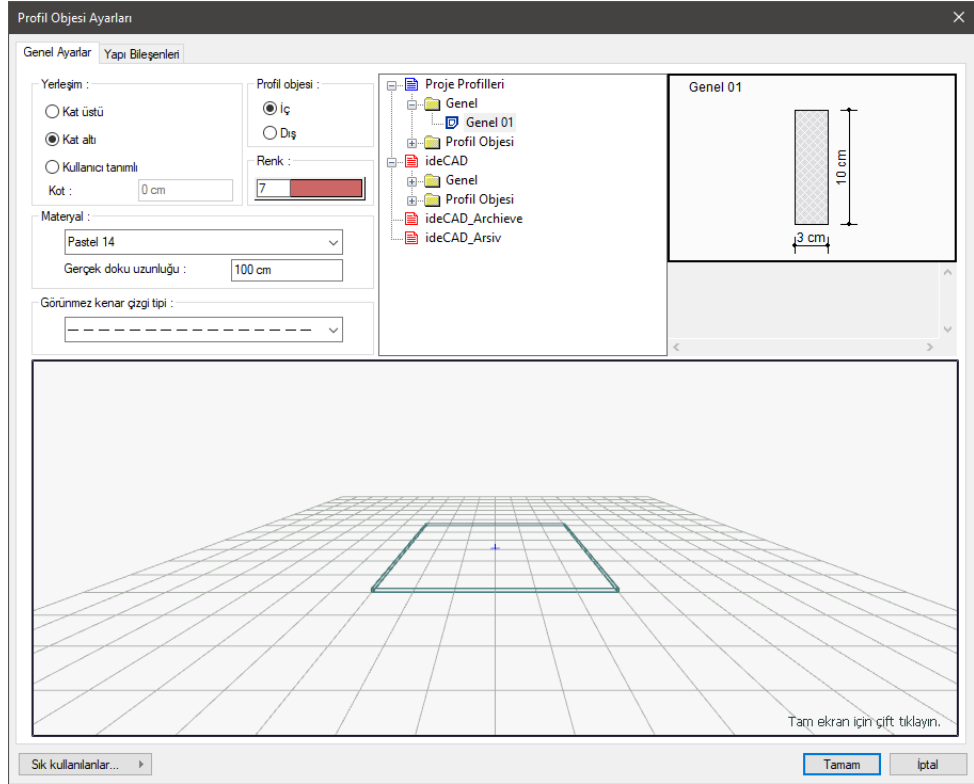 Profil Objesi Ayarları
Genel Ayarlar
Yapı Bileşenleri
Yerleşim :
Kat üstü
Kat altı
Kullanıcı tanımlı
Kot :
0 cm
Profil objesi :
İç
Dış
Renk :
7
Materyal :
Pastel 14
Gerçek doku uzunluğu :
100 cm
Görünmez kenar çizgi tipi :
Proje Profilleri
Genel
Genel 01
Profil Objesi
ideCAD
Genel
Profil Objesi
ideCAD_Archieve
ideCAD_Arsiv
Genel 01
10 cm
3 cm
Tam ekran için çift tıklayın.
Sık kullanılanlar...
Tamam
İptal